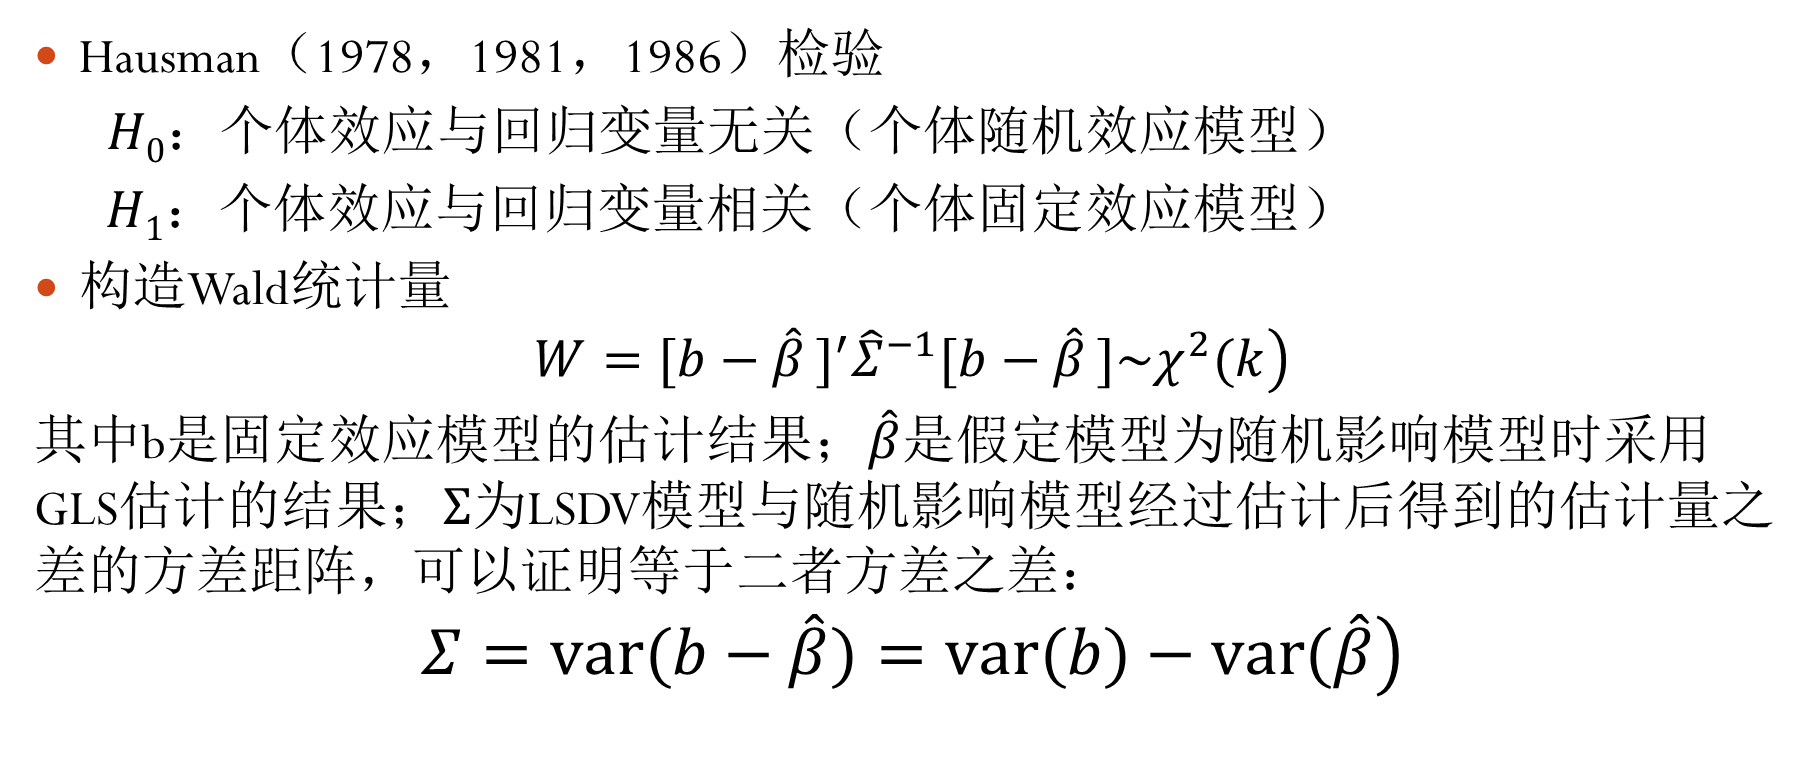 • Hausman（1978，1981，1986）检验
H₀：个体效应与回归变量无关（个体随机效应模型）
H₁：个体效应与回归变量相关（个体固定效应模型）
• 构造Wald统计量
W = [b − β̂ ]′Σ̂⁻¹[b − β̂ ]~χ²(k)
其中b是固定效应模型的估计结果；β̂是假定模型为随机影响模型时采用
GLS估计的结果；Σ为LSDV模型与随机影响模型经过估计后得到的估计量之
差的方差距阵，可以证明等于二者方差之差：
Σ = var(b − β̂) = var(b) − var(β̂)